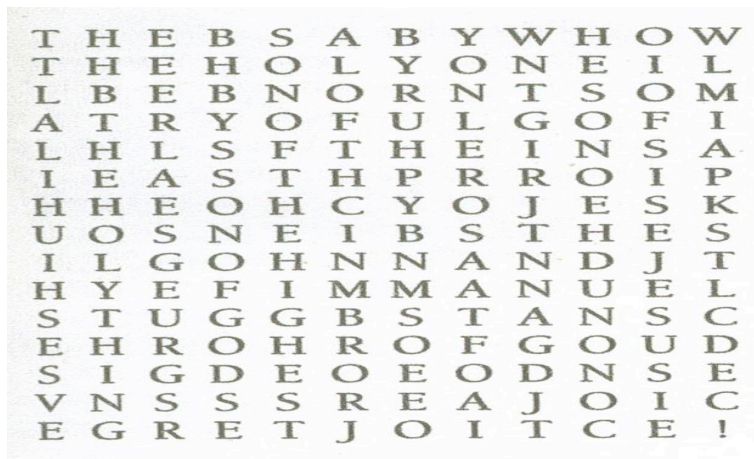 T H E B S A B Y W H O W
T H E H O L Y O N E I L
L B E B N O R N T S O M
A T R Y O F U L G O F I
L H L S F T H E I N S A
I E A S T H P R R O I P
H H E O H C Y O J E S K
U O S N E I B S T H E S
I L G O H N N A N D J T
H Y E F I M M A N U E L
S T U G G B S T A N S C
E H R O H R O F G O U D
S I G D E O E O D N S E
V N S S S R E A J O I C
E G R E T J O I T C E !